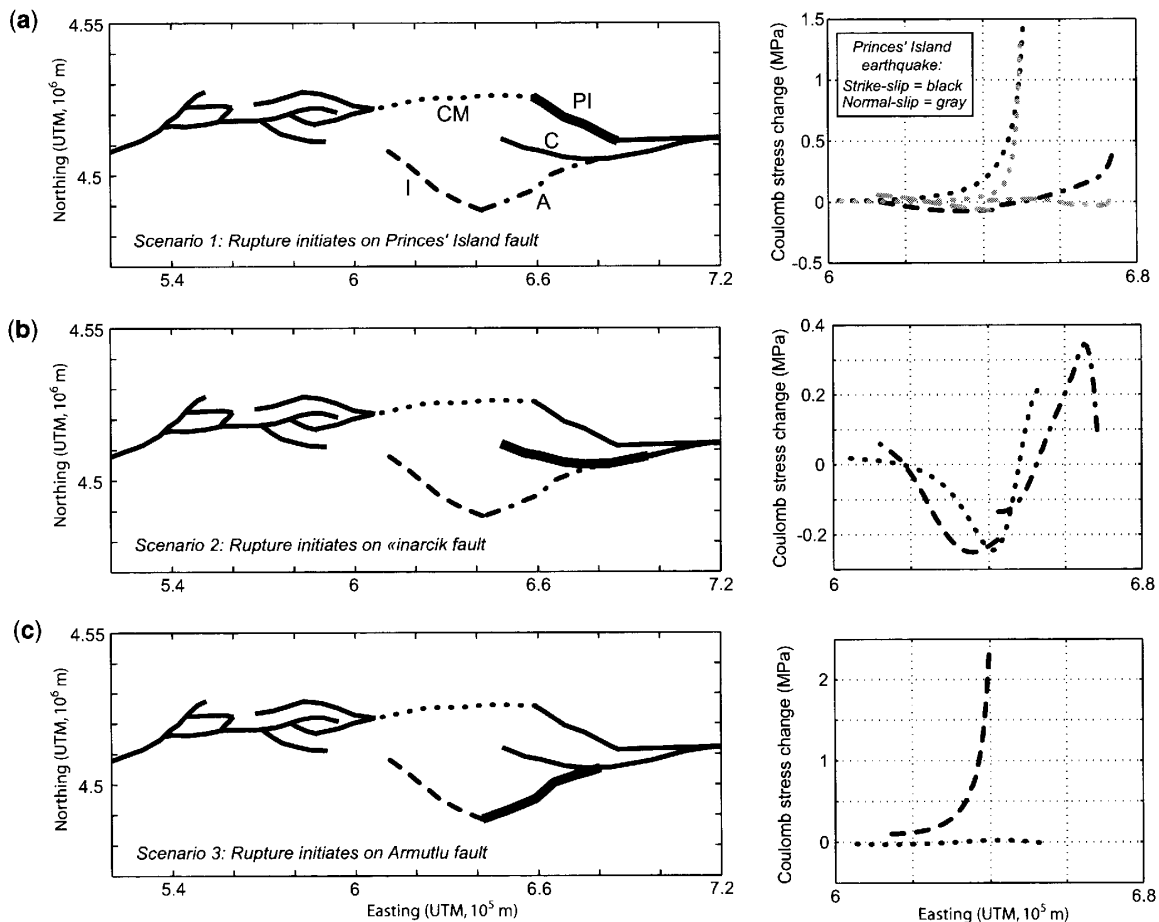 (a)
4.55
4.5
Northing (UTM, 10⁶ m)
CM
PI
C
I
A
Scenario 1: Rupture initiates on Princes' Island fault
5.4
6
6.6
7.2
1.5
1
0.5
0
-0.5
Coulomb stress change (MPa)
Princes' Island
earthquake:
Strike-slip = black
Normal-slip = gray
6
6.8
(b)
4.55
4.5
Northing (UTM, 10⁶ m)
Scenario 2: Rupture initiates on «inarcik fault
5.4
6
6.6
7.2
0.4
0.2
0
-0.2
Coulomb stress change (MPa)
6
6.8
(c)
4.55
4.5
Northing (UTM, 10⁶ m)
Scenario 3: Rupture initiates on Armutlu fault
5.4
6
6.6
7.2
Easting (UTM, 10⁵ m)
2
1
0
Coulomb stress change (MPa)
6
6.8
Easting (UTM, 10⁵ m)